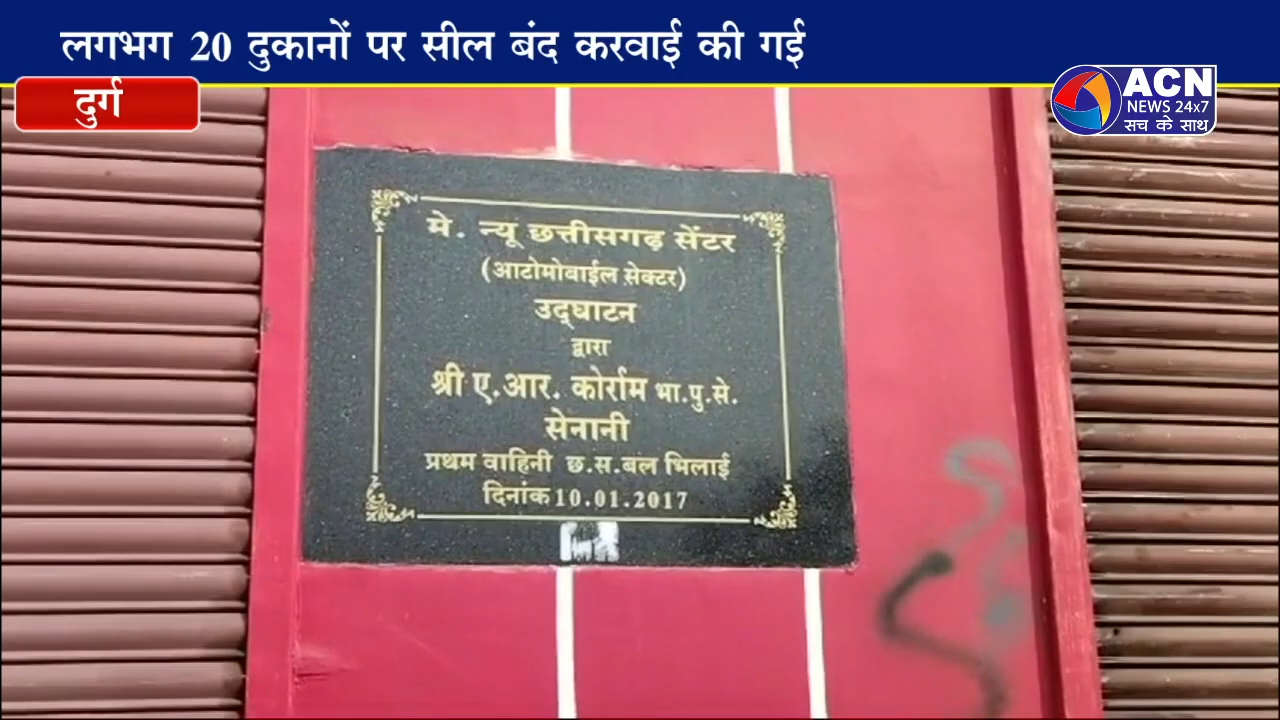 लगभग 20 दुकानों पर सील बंद करवाई की गई
दुर्ग
ACN
NEWS 24x7
सच के साथ
मे. न्यू छत्तीसगढ़ सेंटर
(आटोमोबाईल सेक्टर)
उद्घाटन
द्वारा
श्री ए.आर. कोर्राम भा.पु.से.
सेनानी
प्रथम वाहिनी छ.स.बल भिलाई
दिनांक 10.01.2017